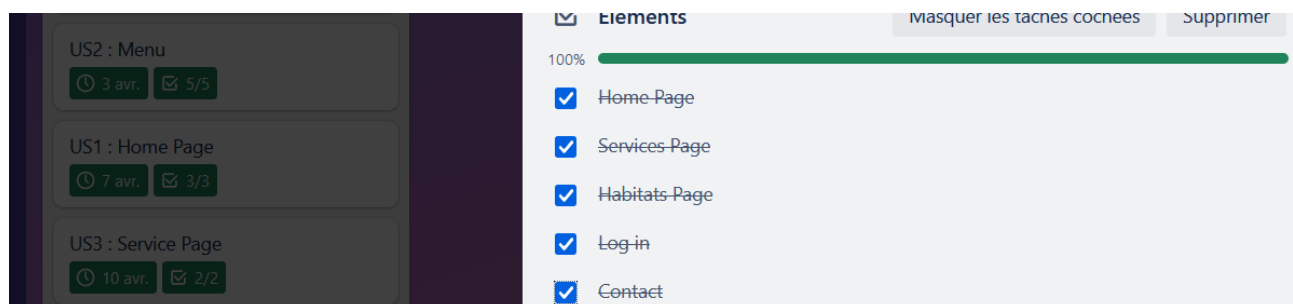 US2 : Menu
3 avr. 5/5
US1 : Home Page
7 avr. 3/3
US3 : Service Page
10 avr. 2/2
Elements Masquer les tâches cochées Supprimer
100%
Home Page
Services Page
Habitats Page
Log in
Contact